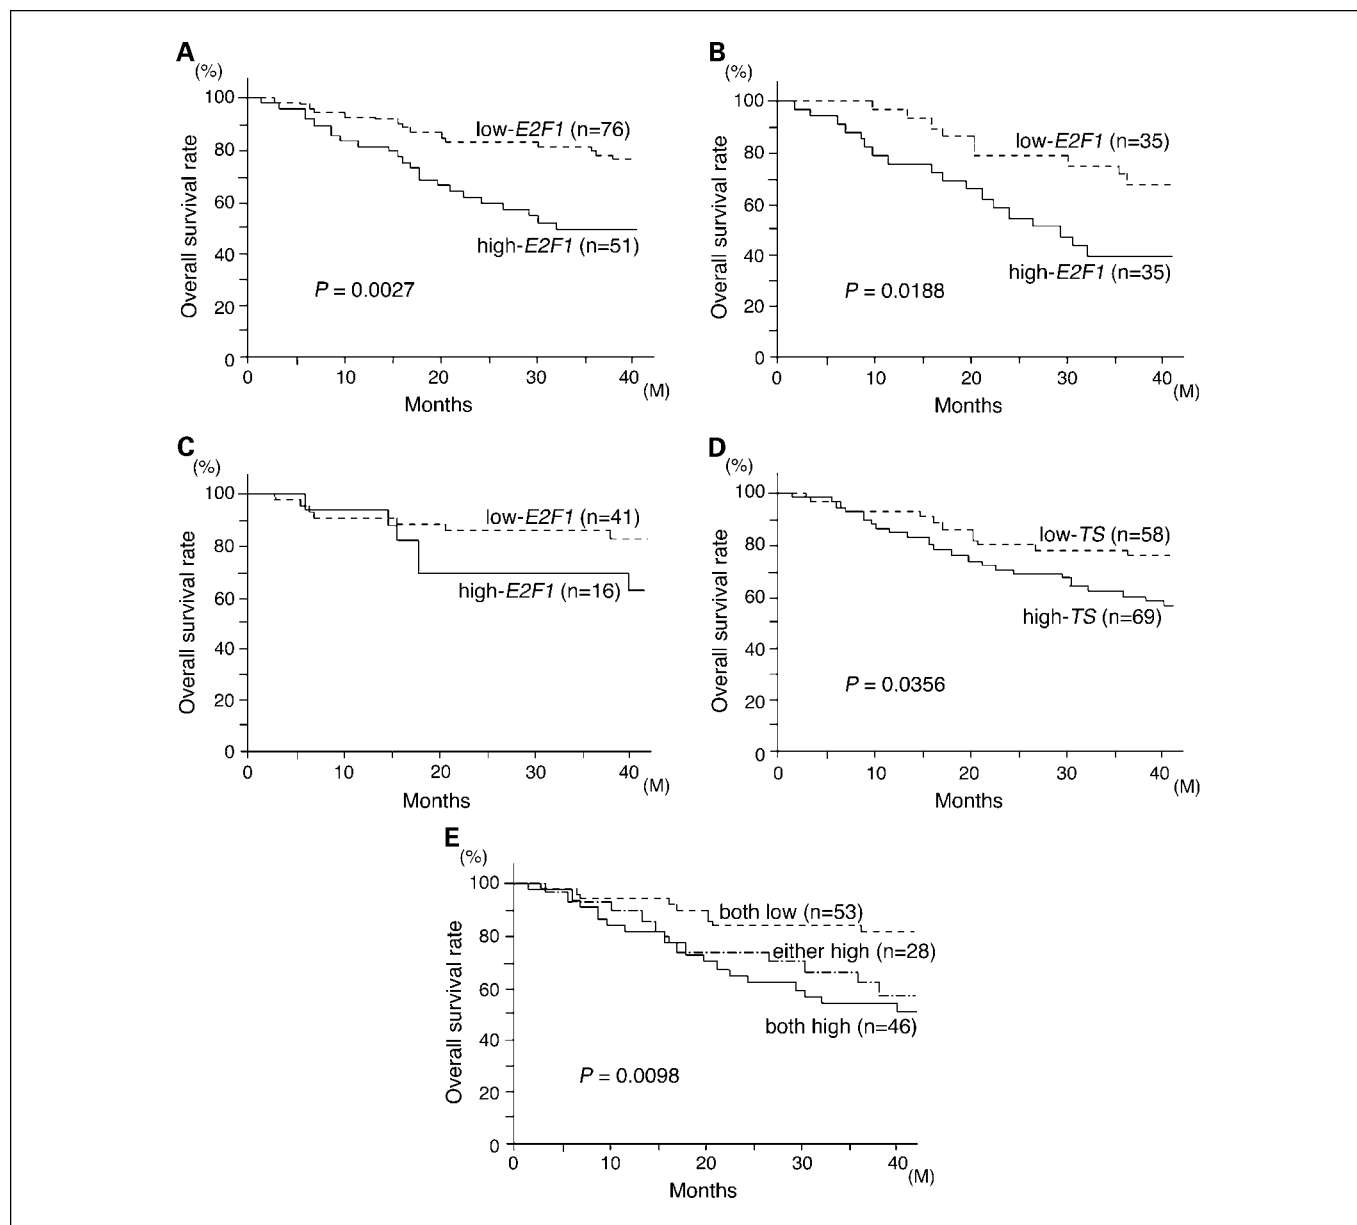 A
(%)
100
80
60
40
20
0
Overall survival rate
low-E2F1 (n=76)
high-E2F1 (n=51)
P = 0.0027
0 10 20 30 40 (M)
Months
B
(%)
100
80
60
40
20
0
Overall survival rate
low-E2F1 (n=35)
high-E2F1 (n=35)
P = 0.0188
0 10 20 30 40 (M)
Months
C
(%)
100
80
60
40
20
0
Overall survival rate
low-E2F1 (n=41)
high-E2F1 (n=16)
0 10 20 30 40 (M)
Months
D
(%)
100
80
60
40
20
0
Overall survival rate
low-TS (n=58)
high-TS (n=69)
P = 0.0356
0 10 20 30 40 (M)
Months
E
(%)
100
80
60
40
20
0
Overall survival rate
both low (n=53)
either high (n=28)
both high (n=46)
P = 0.0098
0 10 20 30 40 (M)
Months